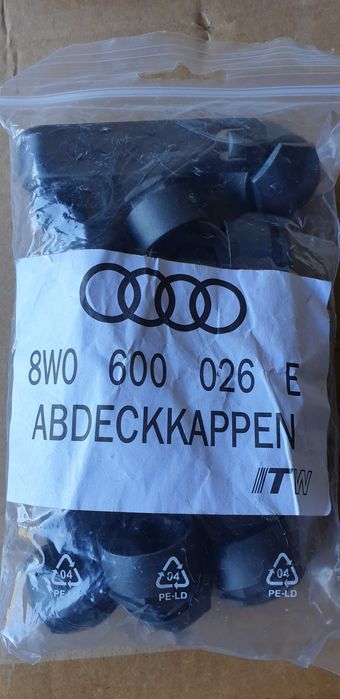 8W0 600 026 E
ABDECKKAPPEN
ITW
04
PE-LD
04
PE-LD
04
PE-LD